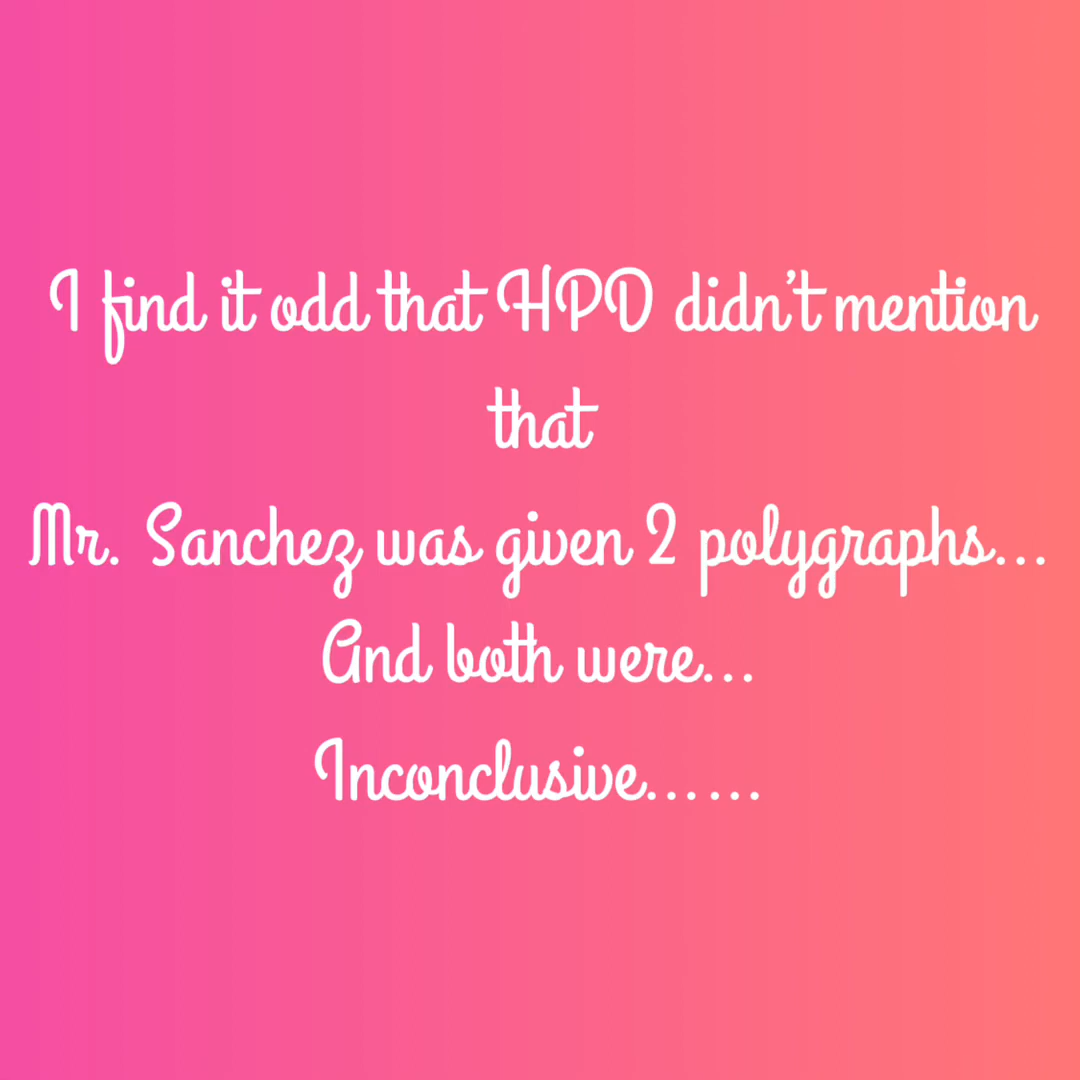 I find it odd that HPD didn't mention
that
Mr. Sanchez was given 2 polygraphs...
And both were...
Inconclusive......